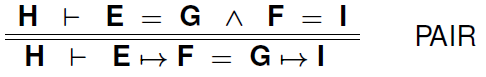 H ⊢ E = G ∧ F = I
H ⊢ E ↦ F = G ↦ I PAIR